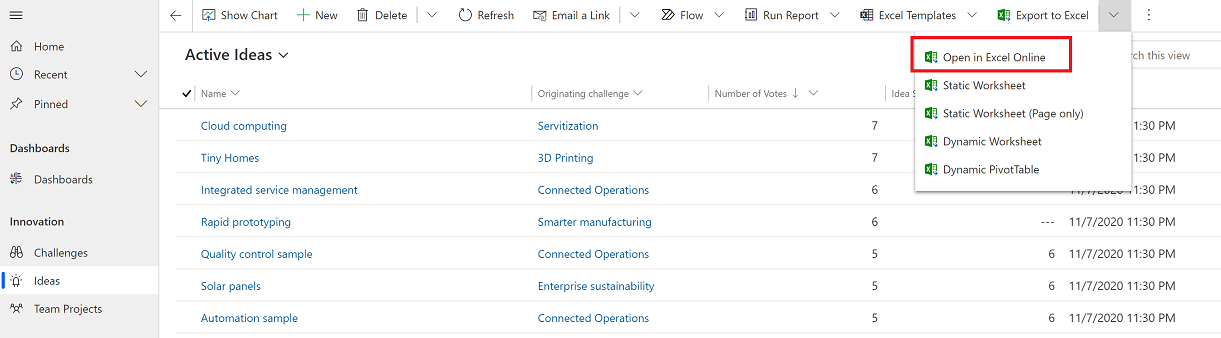 Show Chart New Delete Refresh Email a Link Flow Run Report Excel Templates Export to Excel
Home
Recent
Pinned
Dashboards
Dashboards
Innovation
Challenges
Ideas
Team Projects
Active Ideas
this view
Open in Excel Online
Static Worksheet
Static Worksheet (Page only)
Dynamic Worksheet
Dynamic PivotTable
Name Originating challenge Number of Votes Idea
Cloud computing Servitization 7 1:30 PM
Tiny Homes 3D Printing 7 1:30 PM
Integrated service management Connected Operations 6 11/7/2020 11:30 PM
Rapid prototyping Smarter manufacturing 6 --- 11/7/2020 11:30 PM
Quality control sample Connected Operations 5 6 11/7/2020 11:30 PM
Solar panels Enterprise sustainability 5 6 11/7/2020 11:30 PM
Automation sample Connected Operations 5 6 11/7/2020 11:30 PM